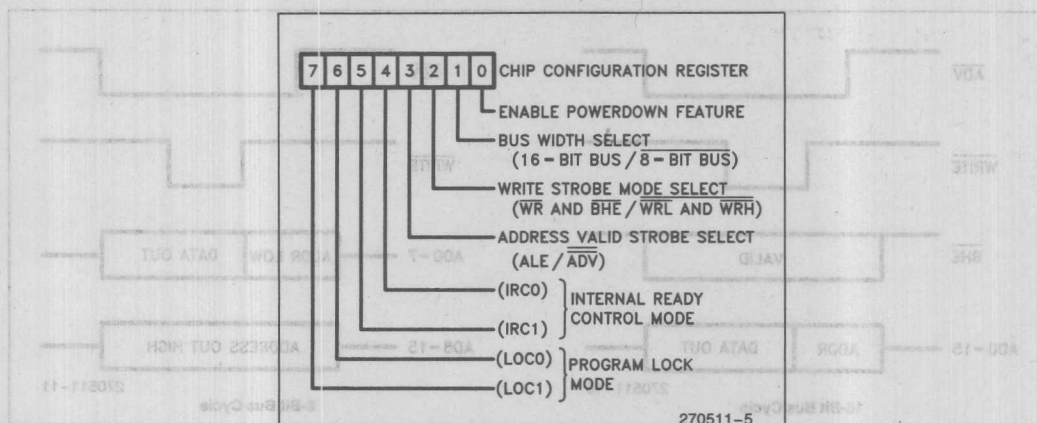 7 6 5 4 3 2 1 0 CHIP CONFIGURATION REGISTER
ENABLE POWERDOWN FEATURE
BUS WIDTH SELECT
(16-BIT BUS / 8-BIT BUS)
WRITE STROBE MODE SELECT
(WR AND BHE / WRL AND WRH)
ADDRESS VALID STROBE SELECT
(ALE / ADV)
(IRC0)
(IRC1)
INTERNAL READY
CONTROL MODE
(LOC0)
(LOC1)
PROGRAM LOCK
MODE
270511-5